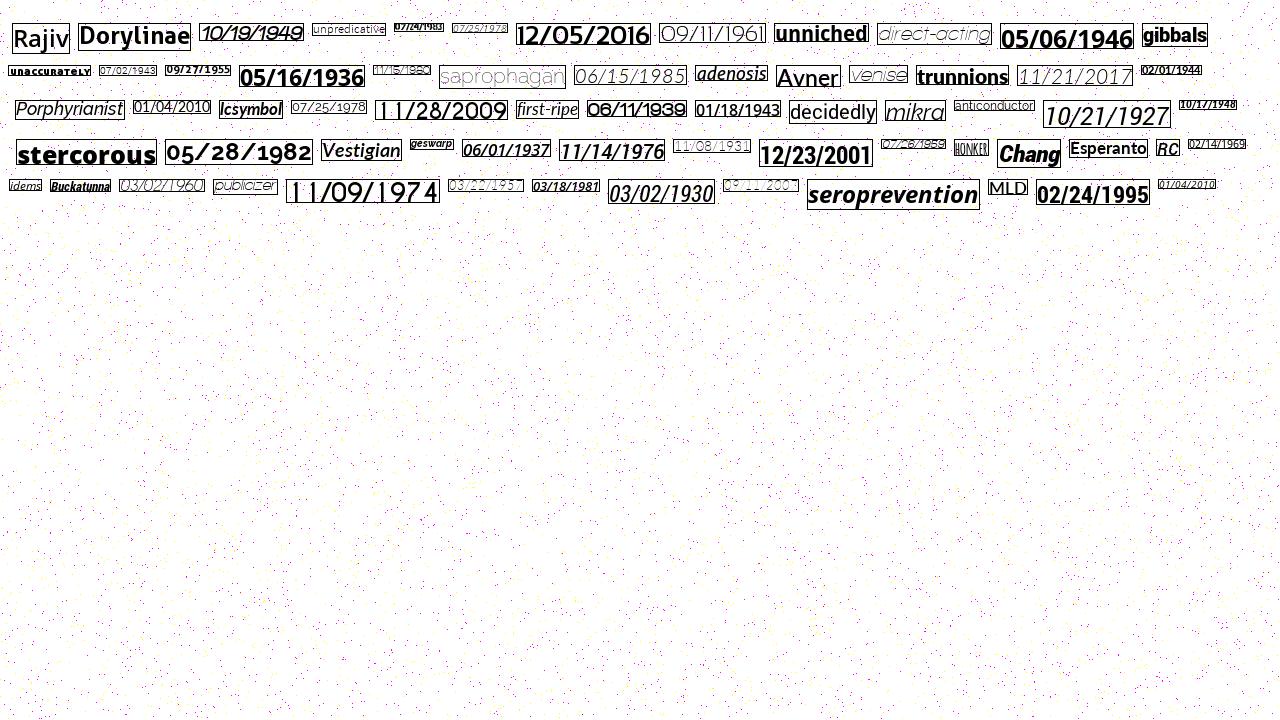 Rajiv Dorylinae 10/19/1949 unpredicative 07/24/1983 07/25/1978 12/05/2016 09/11/1961 unniched direct-acting 05/06/1946 gibbals
unaccurately 07/02/1943 09/27/1955 05/16/1936 11/15/1980 saprophagan 06/15/1985 adenosis Avner venise trunnions 11/21/2017 02/01/1944
Porphyrianist 01/04/2010 lcsymbol 07/25/1978 11/28/2009 first-ripe 06/11/1939 01/18/1943 decidedly mikra anticonductor 10/21/1927 10/17/1948
stercorous 05/28/1982 Vestigian geswarp 06/01/1937 11/14/1976 11/08/1931 12/23/2001 07/26/1959 HONKER Chang Esperanto RC 02/14/1969
idems Buckatunna 03/02/1960 publicizer 11/09/1974 03/22/1957 03/18/1981 03/02/1930 09/11/2007 seroprevention MLD 02/24/1995 01/04/2010